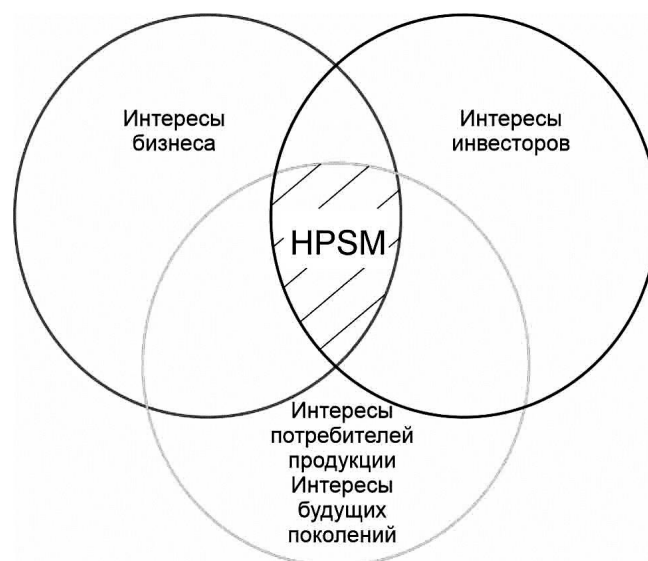 Интересы
бизнеса
Интересы
инвесторов
HPSM
Интересы
потребителей
продукции
Интересы
будущих
поколений